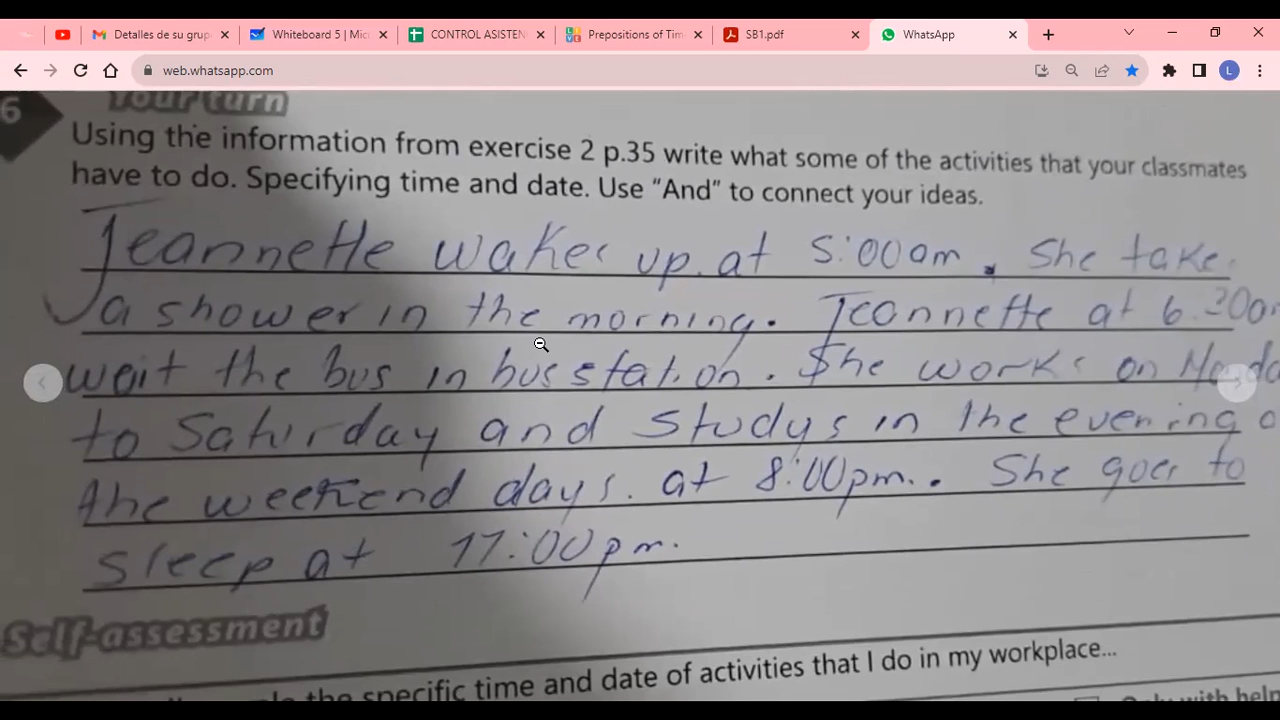 Detalles de su grup
Whiteboard 5 | Mic
CONTROL ASISTEN
Prepositions of Tim
SB1.pdf
WhatsApp
web.whatsapp.com
L
6
Your turn
Using the information from exercise 2 p.35 write what some of the activities that your classmates
have to do. Specifying time and date. Use "And" to connect your ideas.
Jeannette wakes up at 5:00am. She take
a shower in the morning. Jeannette at 6.30
wait the bus in bus station. She works on
to Saturday and studys in the evening
the weekend days. at 8:00pm. She goes to
sleep at 11:00pm.
Self-assessment
the specific time and date of activities that I do in my workplace...
Only with help